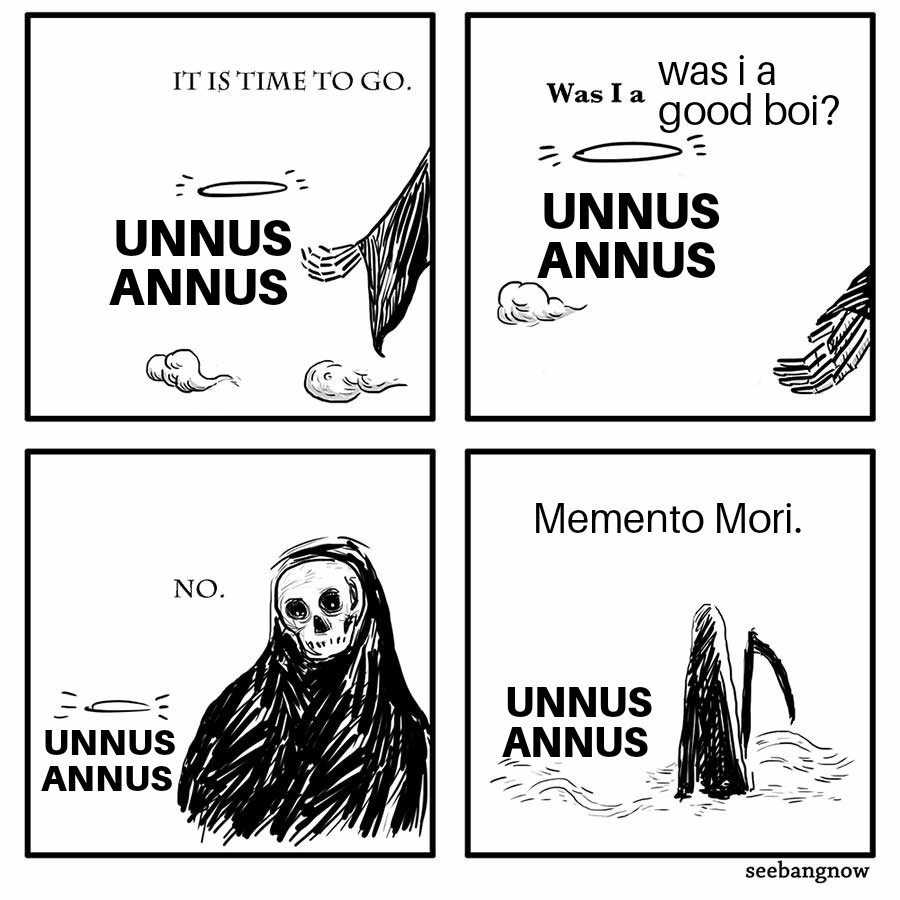 IT IS TIME TO GO.
UNNUS
ANNUS
Was I a was i a
good boi?
UNNUS
ANNUS
NO.
UNNUS
ANNUS
Memento Mori.
UNNUS
ANNUS
seebangnow